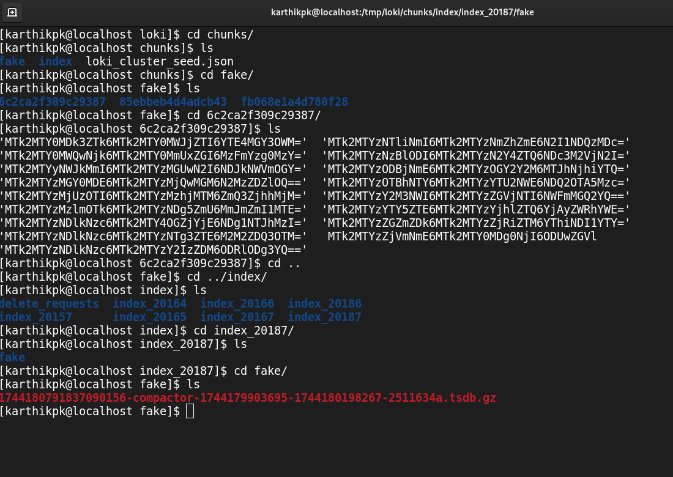 karthikpk@localhost:/tmp/loki/chunks/index/index_20187/fake
[karthikpk@localhost loki]$ cd chunks/
[karthikpk@localhost chunks]$ ls
fake index loki_cluster_seed.json
[karthikpk@localhost chunks]$ cd fake/
[karthikpk@localhost fake]$ ls
6c2ca2f309c29387 85ebbeb4d4adcb43 fb068e1a4d780f28
[karthikpk@localhost fake]$ cd 6c2ca2f309c29387/
[karthikpk@localhost 6c2ca2f309c29387]$ ls
'MTk2MTY0MDk3ZTk6MTk2MTY0MWJjZTI6YTE4MGY3OWM=' 'MTk2MTYzNTliNmI6MTk2MTYzNmZhZmE6N2I1NDQzMDc='
'MTk2MTY0MWQwNjk6MTk2MTY0MmUxZGI6MzFmYzg0MzY=' 'MTk2MTYzNzBlODI6MTk2MTYzN2Y4ZTQ6NDc3M2VjN2I='
'MTk2MTYyNWJkMmI6MTk2MTYzMGUwN2I6NDJkNWVmOGY=' 'MTk2MTYzODBjNmE6MTk2MTYzOGY2Y2M6MTJhNjhiYTQ='
'MTk2MTYzMGY0MDE6MTk2MTYzMjQwMGM6N2MzZDZlOQ==' 'MTk2MTYzOTBhNTY6MTk2MTYzYTU2NWE6NDQ2OTA5Mzc='
'MTk2MTYzMjUzOTI6MTk2MTYzMzhjMTM6ZmQ3ZjhhMjM=' 'MTk2MTYzY2M3NWI6MTk2MTYzZGVjNTI6NWFmMGQ2YQ=='
'MTk2MTYzMzlmOTk6MTk2MTYzNDg5ZmU6MmJmZmI1MTE=' 'MTk2MTYzYTY5ZTE6MTk2MTYzYjhlZTQ6YjAyZWRhYWE='
'MTk2MTYzNDlkNzc6MTk2MTY4OGZjYjE6NDg1NTJhMzI=' 'MTk2MTYzZGZmZDk6MTk2MTYzZjRiZTM6YThiNDI1YTY='
'MTk2MTYzNDlkNzc6MTk2MTYzNTg3ZTE6M2M2ZDQ3OTM=' MTk2MTYzZjVmNmE6MTk2MTY0MDg0NjI6ODUwZGVl
'MTk2MTYzNDlkNzc6MTk2MTYzY2IzZDM6ODRlODg3YQ=='
[karthikpk@localhost 6c2ca2f309c29387]$ cd ..
[karthikpk@localhost fake]$ cd ../index/
[karthikpk@localhost index]$ ls
delete_requests index_20164 index_20166 index_20186
index_20157 index_20165 index_20167 index_20187
[karthikpk@localhost index]$ cd index_20187/
[karthikpk@localhost index_20187]$ ls
fake
[karthikpk@localhost index_20187]$ cd fake/
[karthikpk@localhost fake]$ ls
1744180791837090156-compactor-1744179903695-1744180198267-2511634a.tsdb.gz
[karthikpk@localhost fake]$